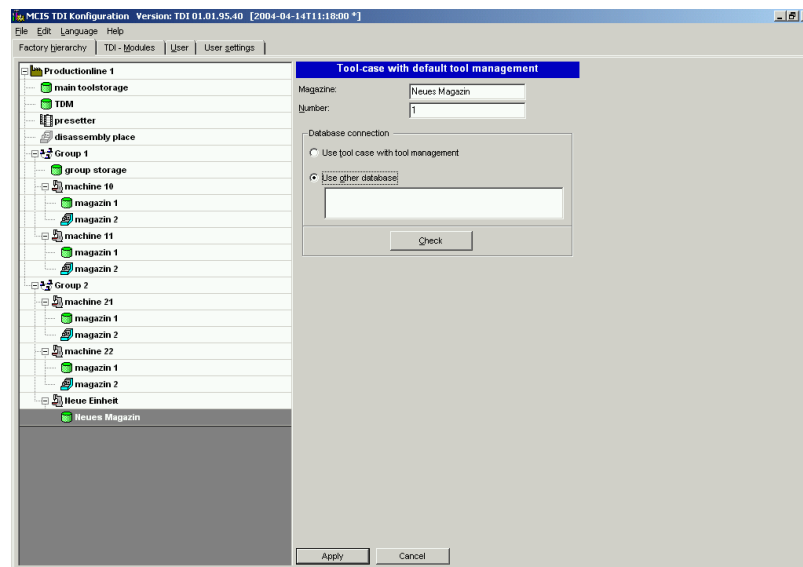 MCIS TDI Konfiguration Version: TDI 01.01.95.40 [2004-04-14T11:18:00 *]
File Edit Language Help
Factory hierarchy TDI - Modules User User settings
Productionline 1
main toolstorage
TDM
presetter
disassembly place
Group 1
group storage
machine 10
magazin 1
magazin 2
machine 11
magazin 1
magazin 2
Group 2
machine 21
magazin 1
magazin 2
machine 22
magazin 1
magazin 2
Neue Einheit
Neues Magazin
Tool-case with default tool management
Magazine: Neues Magazin
Number: 1
Database connection
Use tool case with tool management
Use other database
Check
Apply Cancel